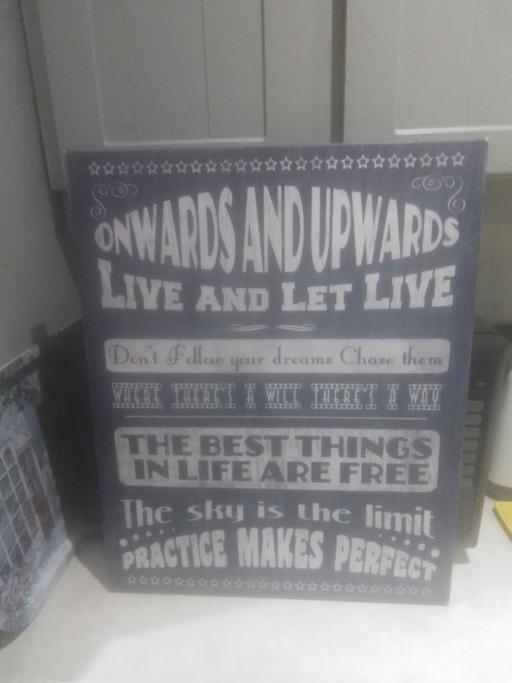 ONWARDS AND UPWARDS
LIVE AND LET LIVE
Don't Follow your dreams Chase them
WHERE THERE'S A WILL THERE'S A WAY
THE BEST THINGS
IN LIFE ARE FREE
The sky is the limit
PRACTICE MAKES PERFECT